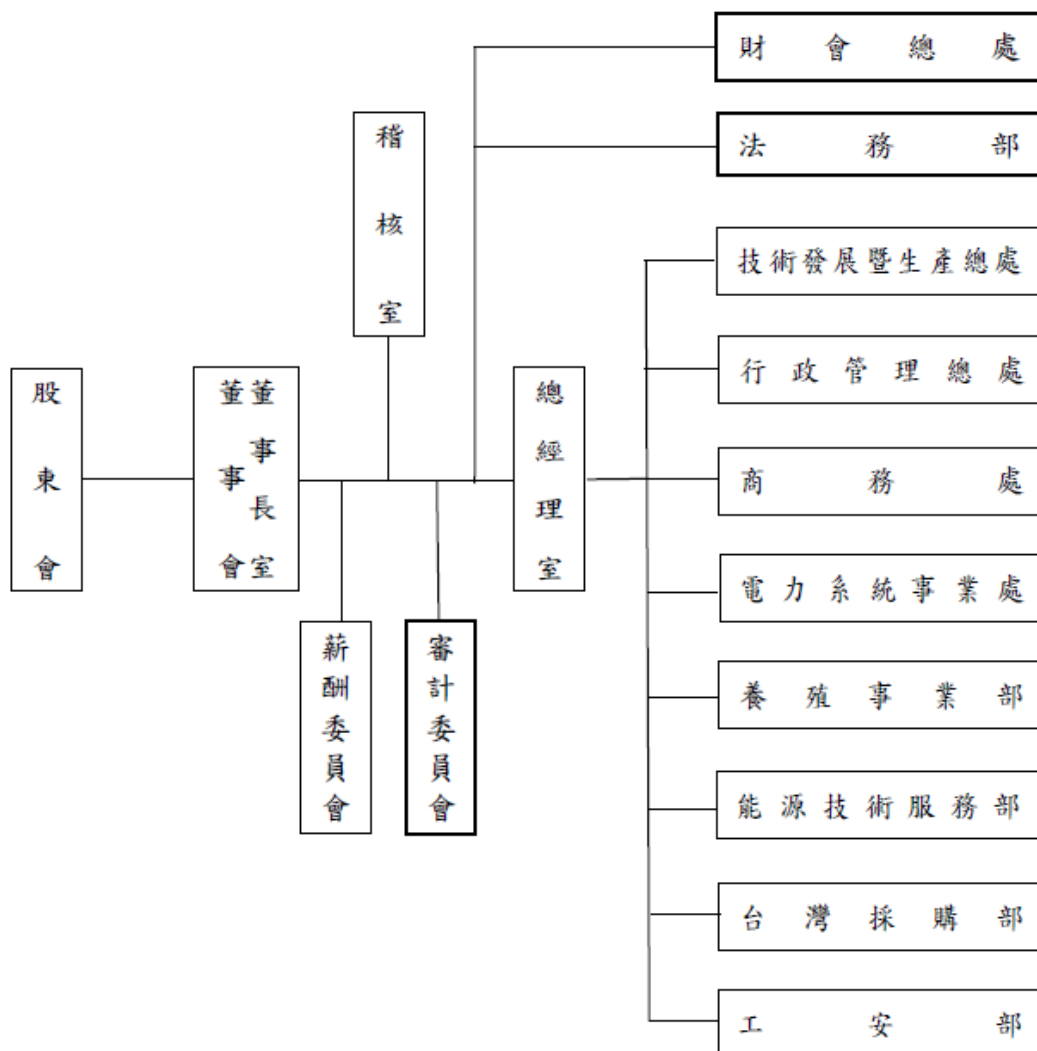 財會總處
法務部
稽核室
技術發展暨生產總處
行政管理總處
股東會
董事會
董事長室
總經理室
商務處
電力系統事業處
薪酬委員會
審計委員會
養殖事業部
能源技術服務部
台灣採購部
工安部